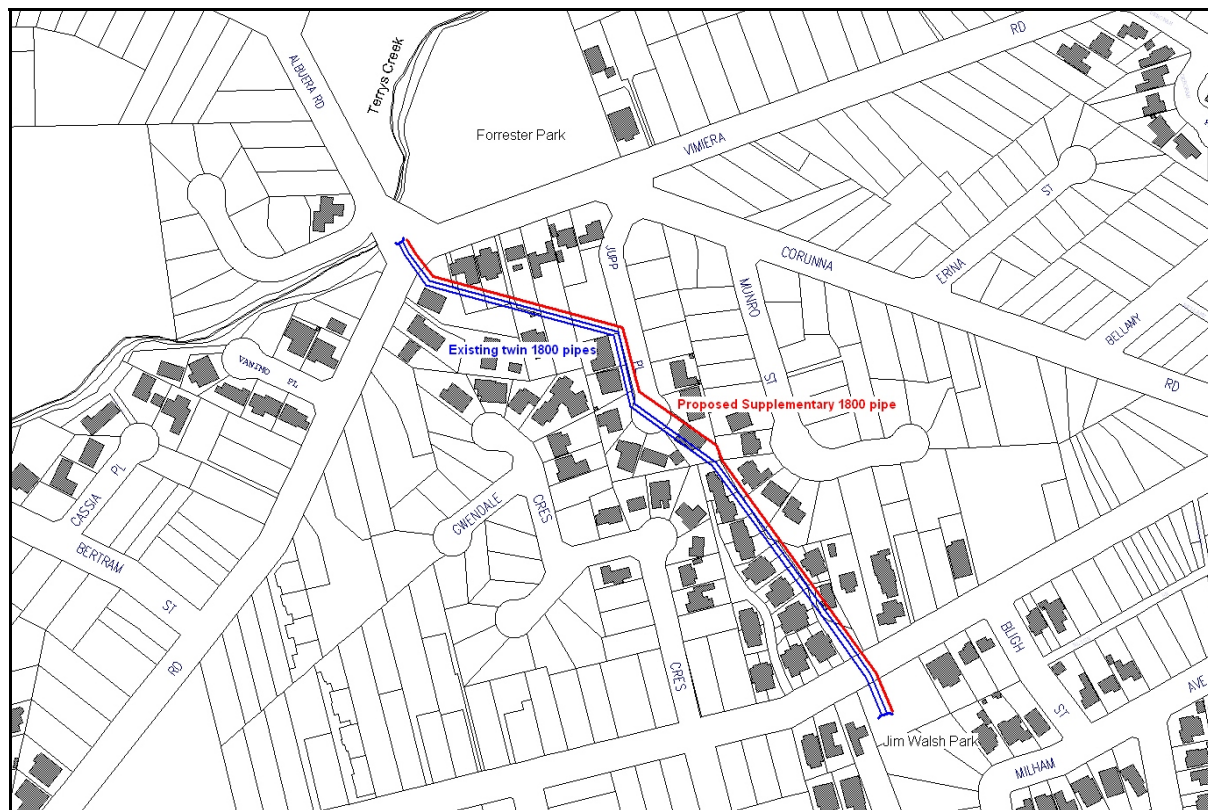 RD
ALBUERA RD
Terrys Creek
Forrester Park
VIMIERA
ST
ERINA
JUPP
PL
CORUNNA
MUNRO
ST
BELLAMY
RD
Existing twin 1800 pipes
VANIMO PL
Proposed Supplementary 1800 pipe
CASSIA PL
GWENDALE
CRES
BERTRAM
ST
RD
CRES
BLIGH
ST
AVE
Jim Walsh Park
MILHAM